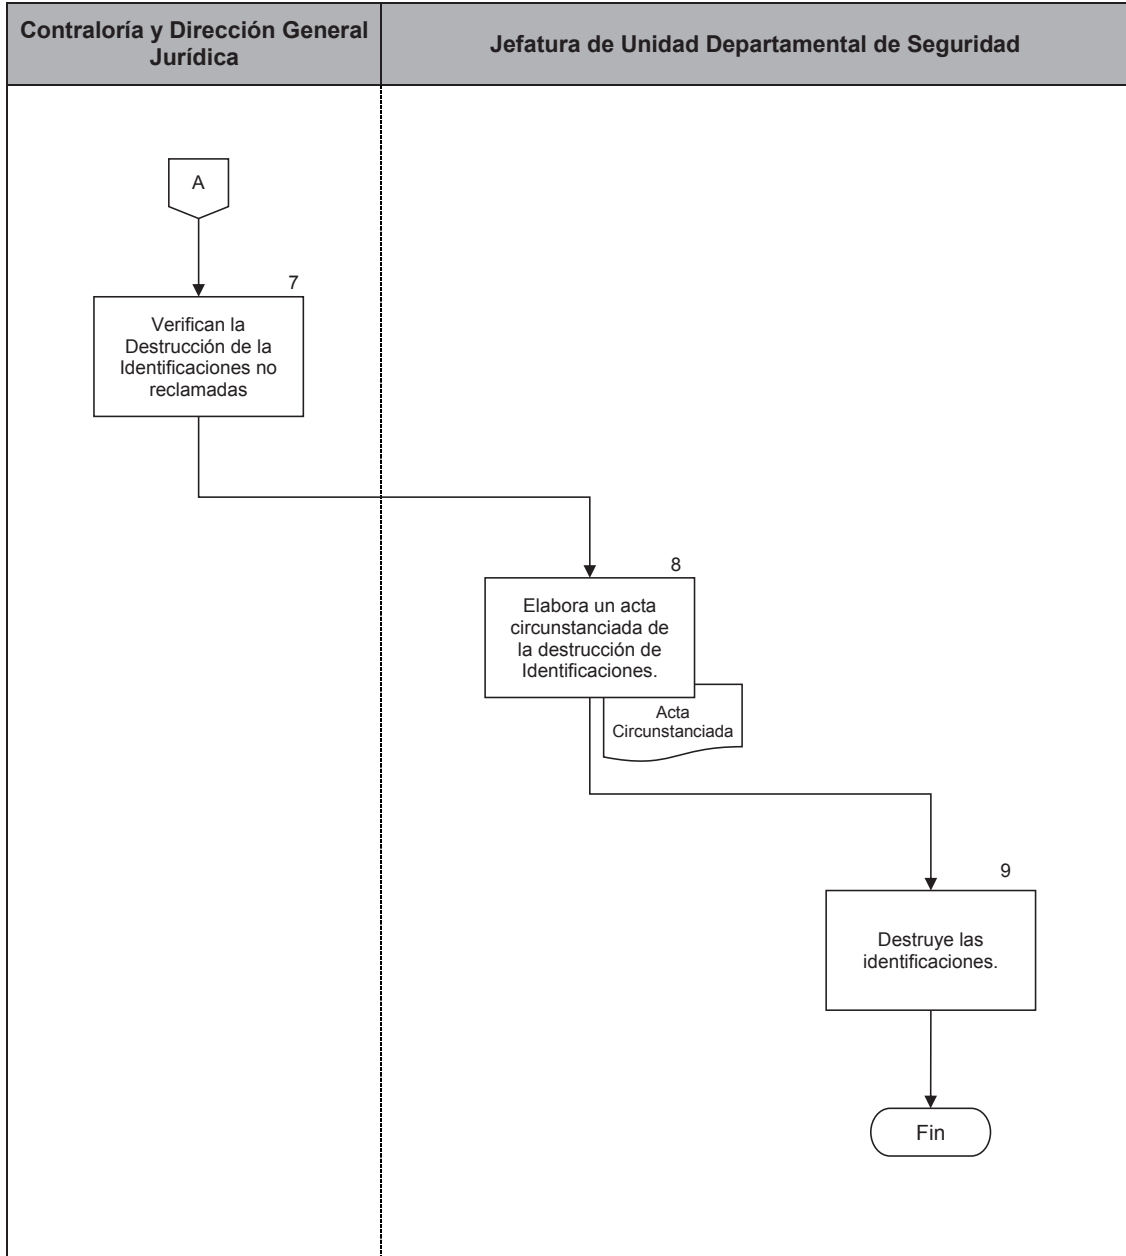 Contraloría y Dirección General
Jurídica
Jefatura de Unidad Departamental de Seguridad
A
7
Verifican la
Destrucción de la
Identificaciones no
reclamadas
8
Elabora un acta
circunstanciada de
la destrucción de
Identificaciones.
Acta
Circunstanciada
9
Destruye las
identificaciones.
Fin